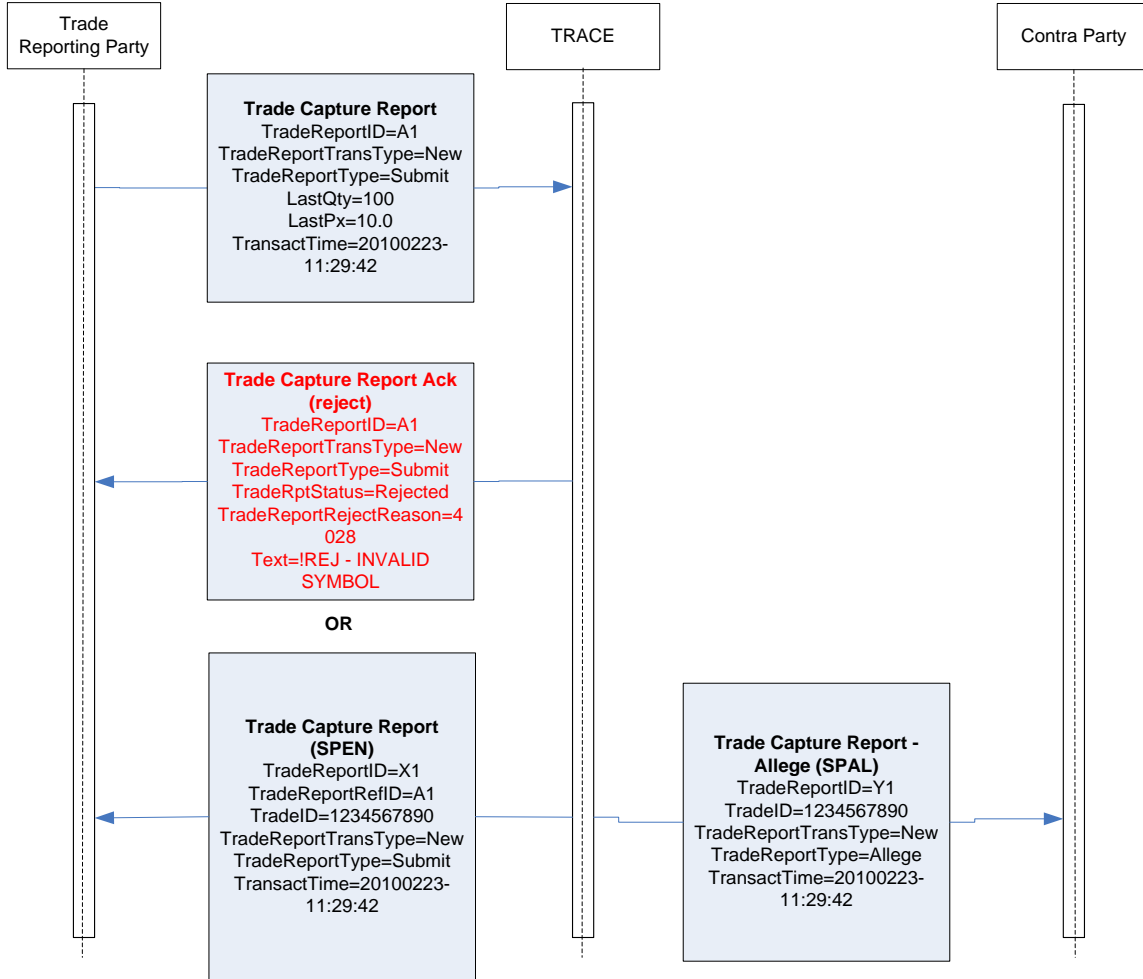 Trade
Reporting Party
TRACE
Contra Party
Trade Capture Report
TradeReportID=A1
TradeReportTransType=New
TradeReportType=Submit
LastQty=100
LastPx=10.0
TransactTime=20100223-
11:29:42
Trade Capture Report Ack
(reject)
TradeReportID=A1
TradeReportTransType=New
TradeReportType=Submit
TradeRptStatus=Rejected
TradeReportRejectReason=4
028
Text=!REJ - INVALID
SYMBOL
OR
Trade Capture Report
(SPEN)
TradeReportID=X1
TradeReportRefID=A1
TradeID=1234567890
TradeReportTransType=New
TradeReportType=Submit
TransactTime=20100223-
11:29:42
Trade Capture Report -
Allege (SPAL)
TradeReportID=Y1
TradeID=1234567890
TradeReportTransType=New
TradeReportType=Allege
TransactTime=20100223-
11:29:42